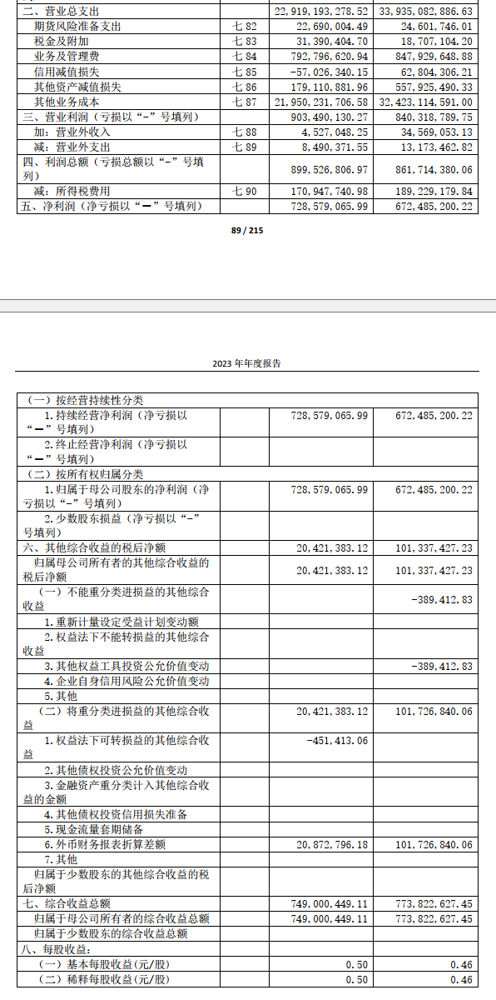 二、营业总支出 22,919,193,278.52 33,935,082,886.63
期货风险准备支出 七 82 22,690,004.49 24,601,746.01
税金及附加 七 83 31,390,404.70 18,707,104.20
业务及管理费 七 84 792,796,620.94 847,929,648.88
信用减值损失 七 85 -57,026,340.15 62,804,306.21
其他资产减值损失 七 86 179,110,881.96 557,925,490.33
其他业务成本 七 87 21,950,231,706.58 32,423,114,591.00
三、营业利润（亏损以“-”号填列） 903,490,130.27 840,318,789.75
加：营业外收入 七 88 4,527,048.25 34,569,053.13
减：营业外支出 七 89 8,490,371.55 13,173,462.82
四、利润总额（亏损总额以“-”号填
列） 899,526,806.97 861,714,380.06
减：所得税费用 七 90 170,947,740.98 189,229,179.84
五、净利润（净亏损以“－”号填列） 728,579,065.99 672,485,200.22
89 / 215
2023 年年度报告
（一）按经营持续性分类
1.持续经营净利润（净亏损以 728,579,065.99 672,485,200.22
“－”号填列）
2.终止经营净利润（净亏损以
“－”号填列）
（二）按所有权归属分类
1.归属于母公司股东的净利润（净 728,579,065.99 672,485,200.22
亏损以“-”号填列）
2.少数股东损益（净亏损以“-”
号填列）
六、其他综合收益的税后净额 20,421,383.12 101,337,427.23
归属母公司所有者的其他综合收益的 20,421,383.12 101,337,427.23
税后净额
（一）不能重分类进损益的其他综合 -389,412.83
收益
1.重新计量设定受益计划变动额
2.权益法下不能转损益的其他综合
收益
3.其他权益工具投资公允价值变动 -389,412.83
4.企业自身信用风险公允价值变动
5.其他
（二）将重分类进损益的其他综合收 20,421,383.12 101,726,840.06
益
1.权益法下可转损益的其他综合收 -451,413.06
益
2.其他债权投资公允价值变动
3.金融资产重分类计入其他综合收
益的金额
4.其他债权投资信用损失准备
5.现金流量套期储备
6.外币财务报表折算差额 20,872,796.18 101,726,840.06
7.其他
归属于少数股东的其他综合收益的税
后净额
七、综合收益总额 749,000,449.11 773,822,627.45
归属于母公司所有者的综合收益总额 749,000,449.11 773,822,627.45
归属于少数股东的综合收益总额
八、每股收益：
（一）基本每股收益(元/股) 0.50 0.46
（二）稀释每股收益(元/股) 0.50 0.46